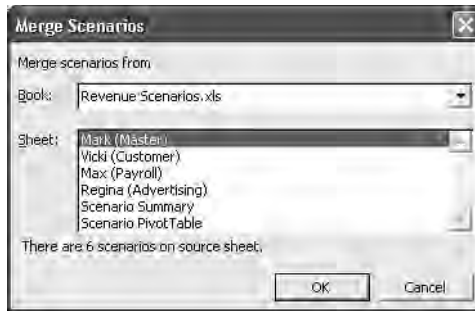 Merge Scenarios
Merge scenarios from
Book: Revenue Scenarios.xls
Sheet: Mark (Master)
Vicki (Customer)
Max (Payroll)
Regina (Advertising)
Scenario Summary
Scenario PivotTable
There are 6 scenarios on source sheet.
OK Cancel